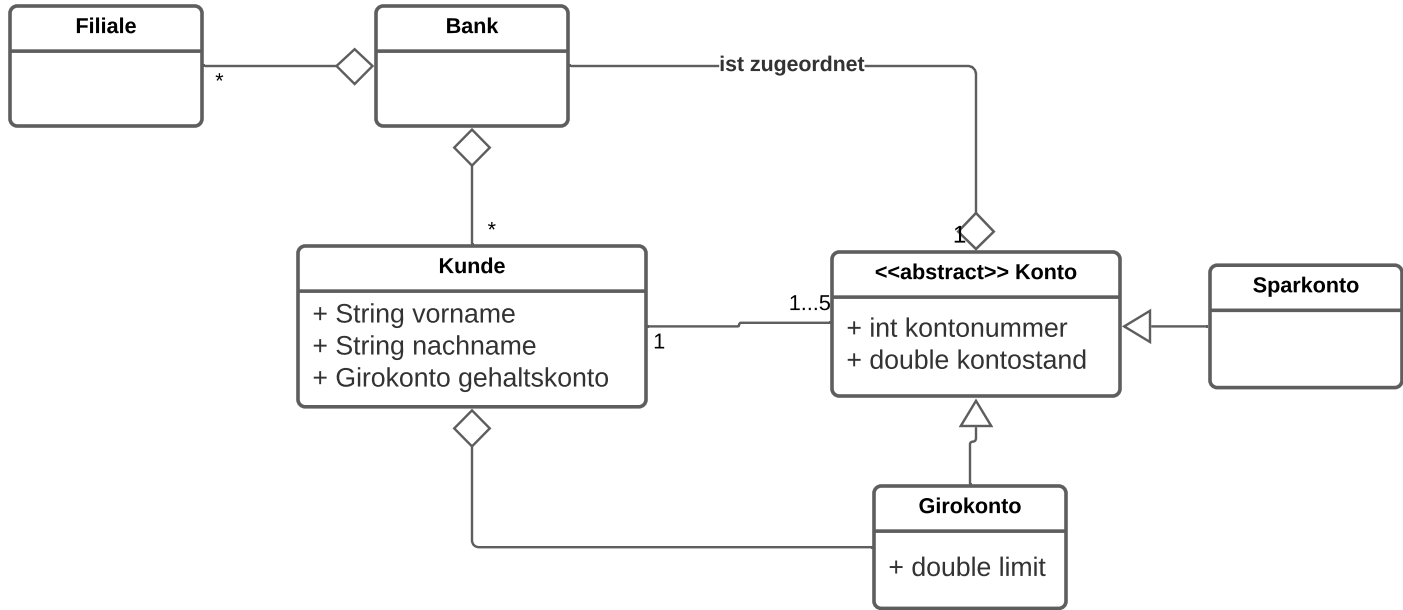 Filiale
Bank
ist zugeordnet
*
*
1
Kunde
+ String vorname
+ String nachname
+ Girokonto gehaltskonto
1
1...5
<<abstract>> Konto
+ int kontonummer
+ double kontostand
Sparkonto
Girokonto
+ double limit